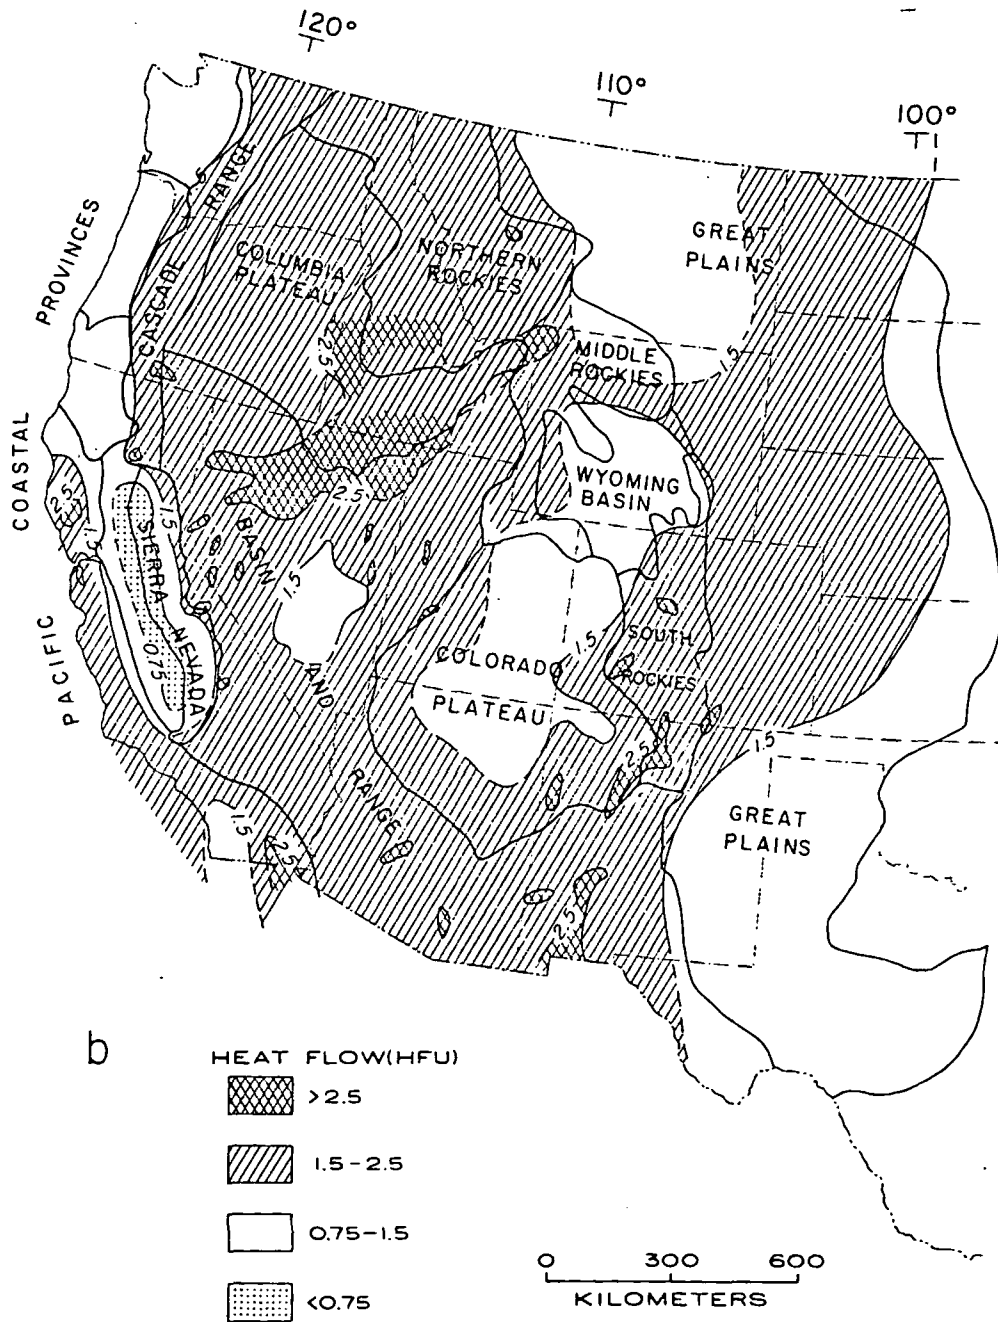 120°
110°
100°
PACIFIC COASTAL PROVINCES
CASCADE RANGE
.5
COLUMBIA
PLATEAU
NORTHERN
ROCKIES
GREAT
PLAINS
2.5
MIDDLE
ROCKIES
1.5
WYOMING
BASIN
2.5
2.5
1.5
1.5
SIERRA NEVADA
0.75
BASIN AND RANGE
1.5
COLORADO
PLATEAU
1.5
SOUTH
ROCKIES
2.5
1.5
GREAT
PLAINS
1.5
2.5
2.5
b
HEAT FLOW(HFU)
>2.5
1.5-2.5
0.75-1.5
<0.75
0 300 600
KILOMETERS